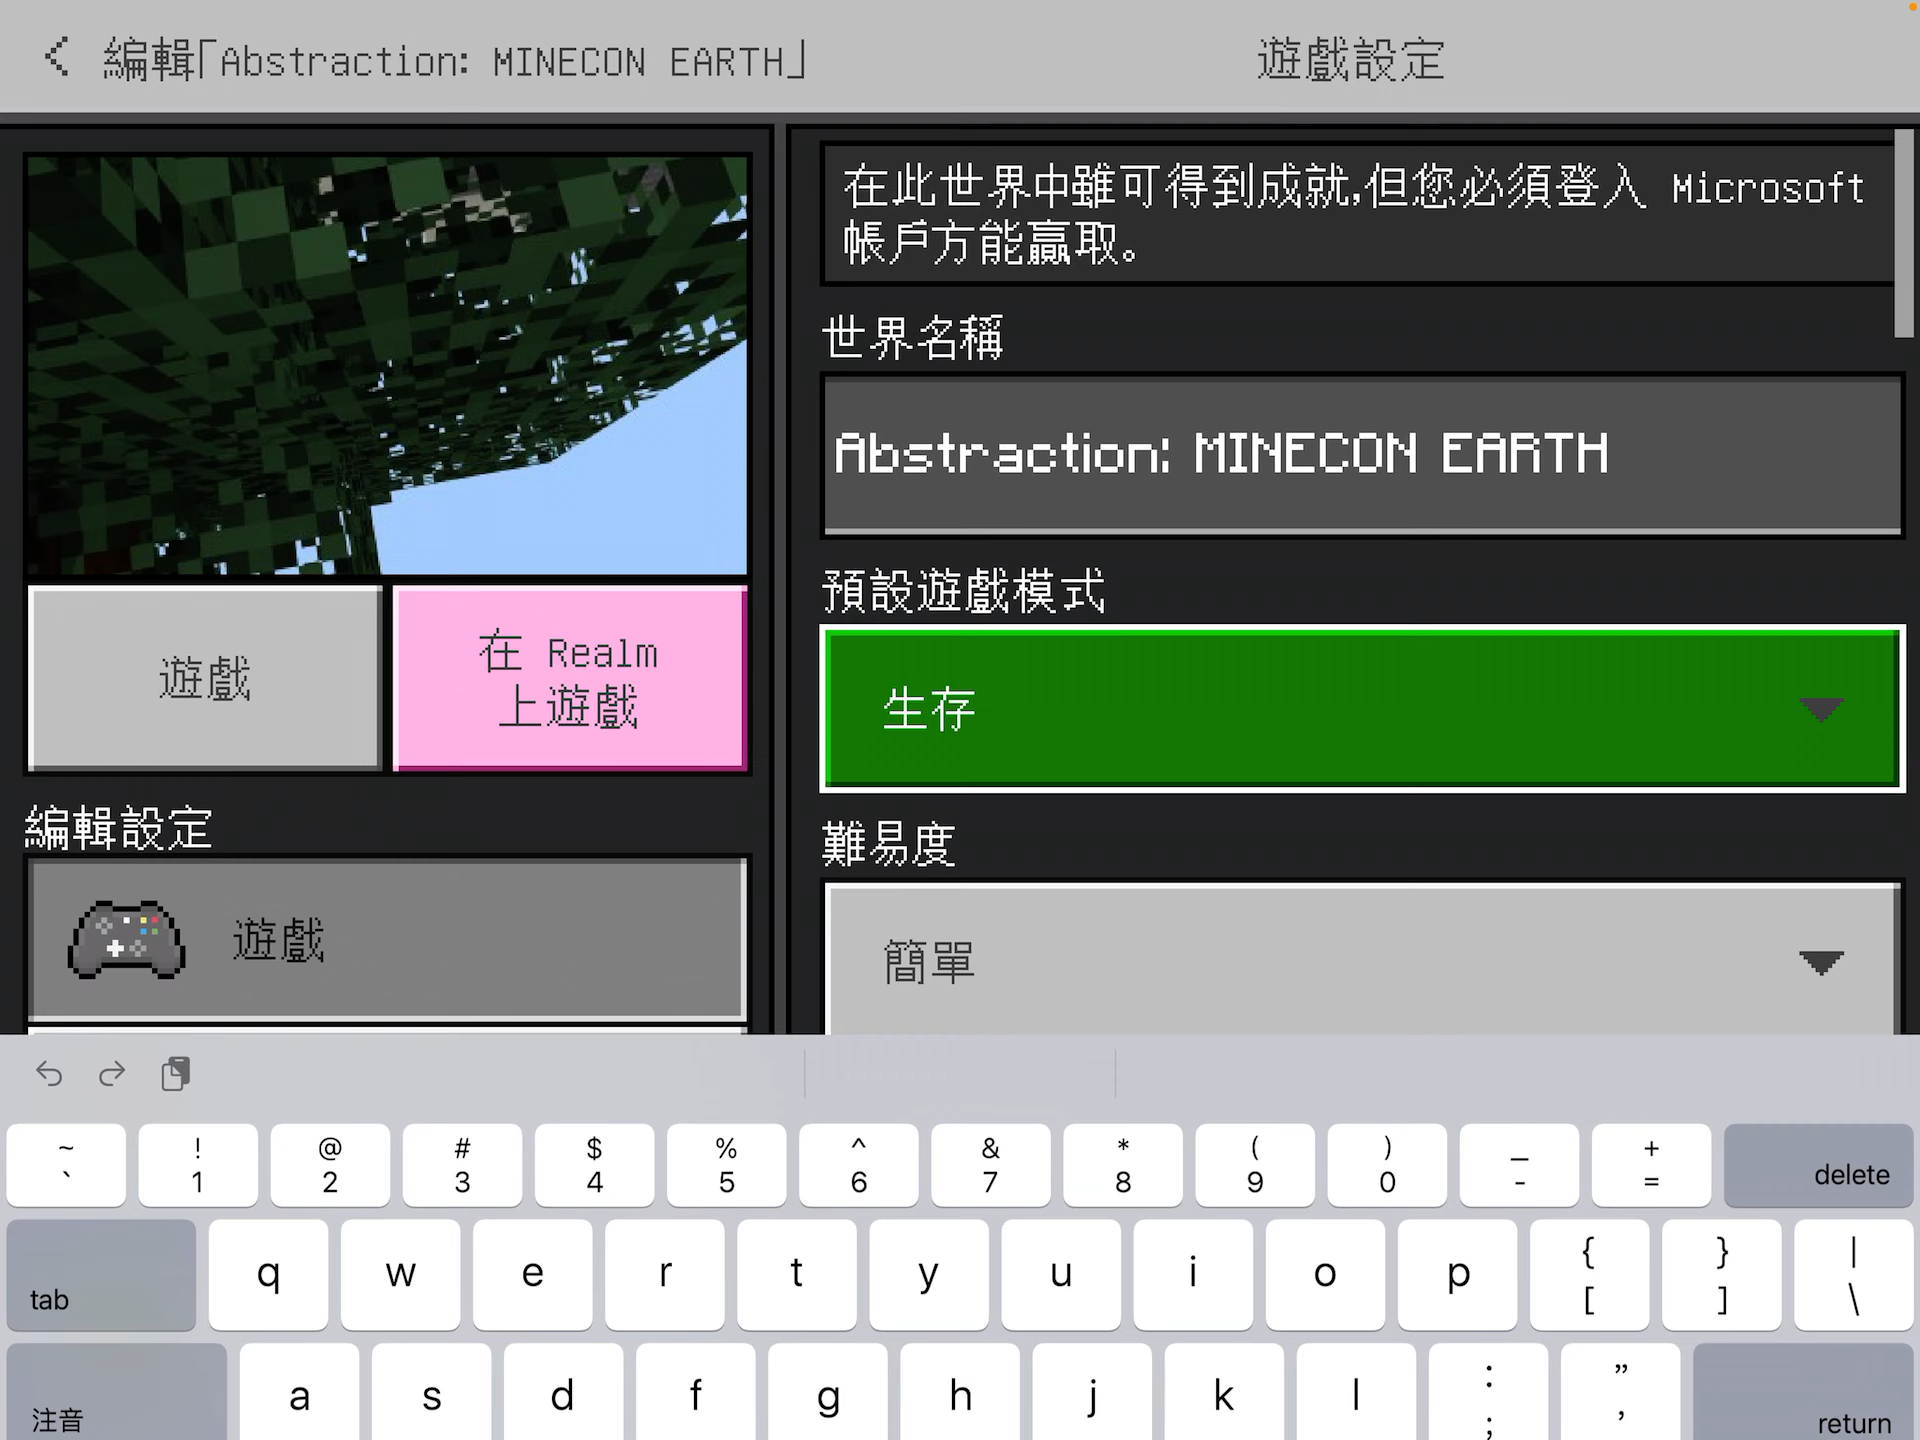 編輯「Abstraction: MINECON EARTH」
遊戲設定
在此世界中雖可得到成就,但您必須登入 Microsoft
帳戶方能贏取。
世界名稱
Abstraction: MINECON EARTH
預設遊戲模式
生存
難易度
簡單
遊戲
在 Realm
上遊戲
編輯設定
遊戲
~ ! @ # $ % ^ & * ( ) _ +
` 1 2 3 4 5 6 7 8 9 0 - = delete
tab q w e r t y u i o p { } |
[ ] \
注音 a s d f g h j k l : ”
; ’ return